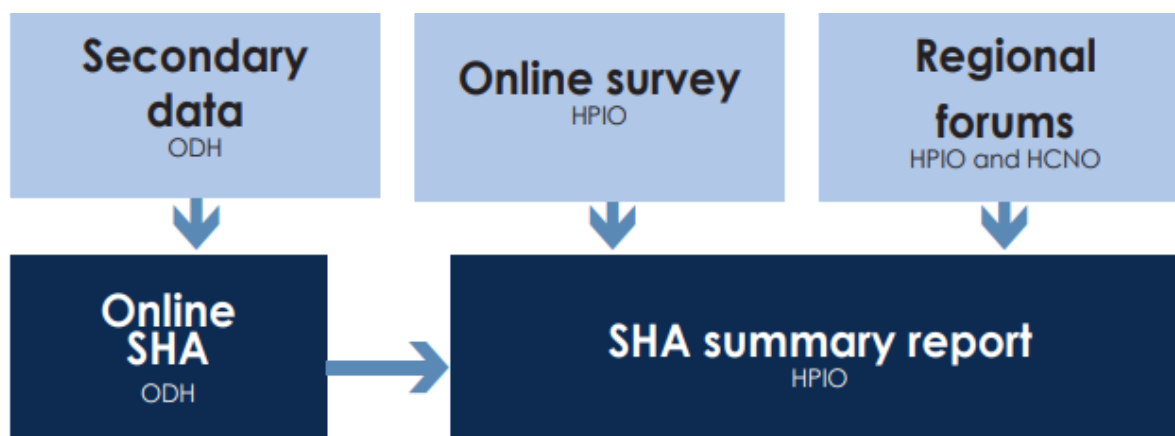 Secondary
data
ODH
Online survey
HPIO
Regional
forums
HPIO and HCNO
Online
SHA
ODH
SHA summary report
HPIO